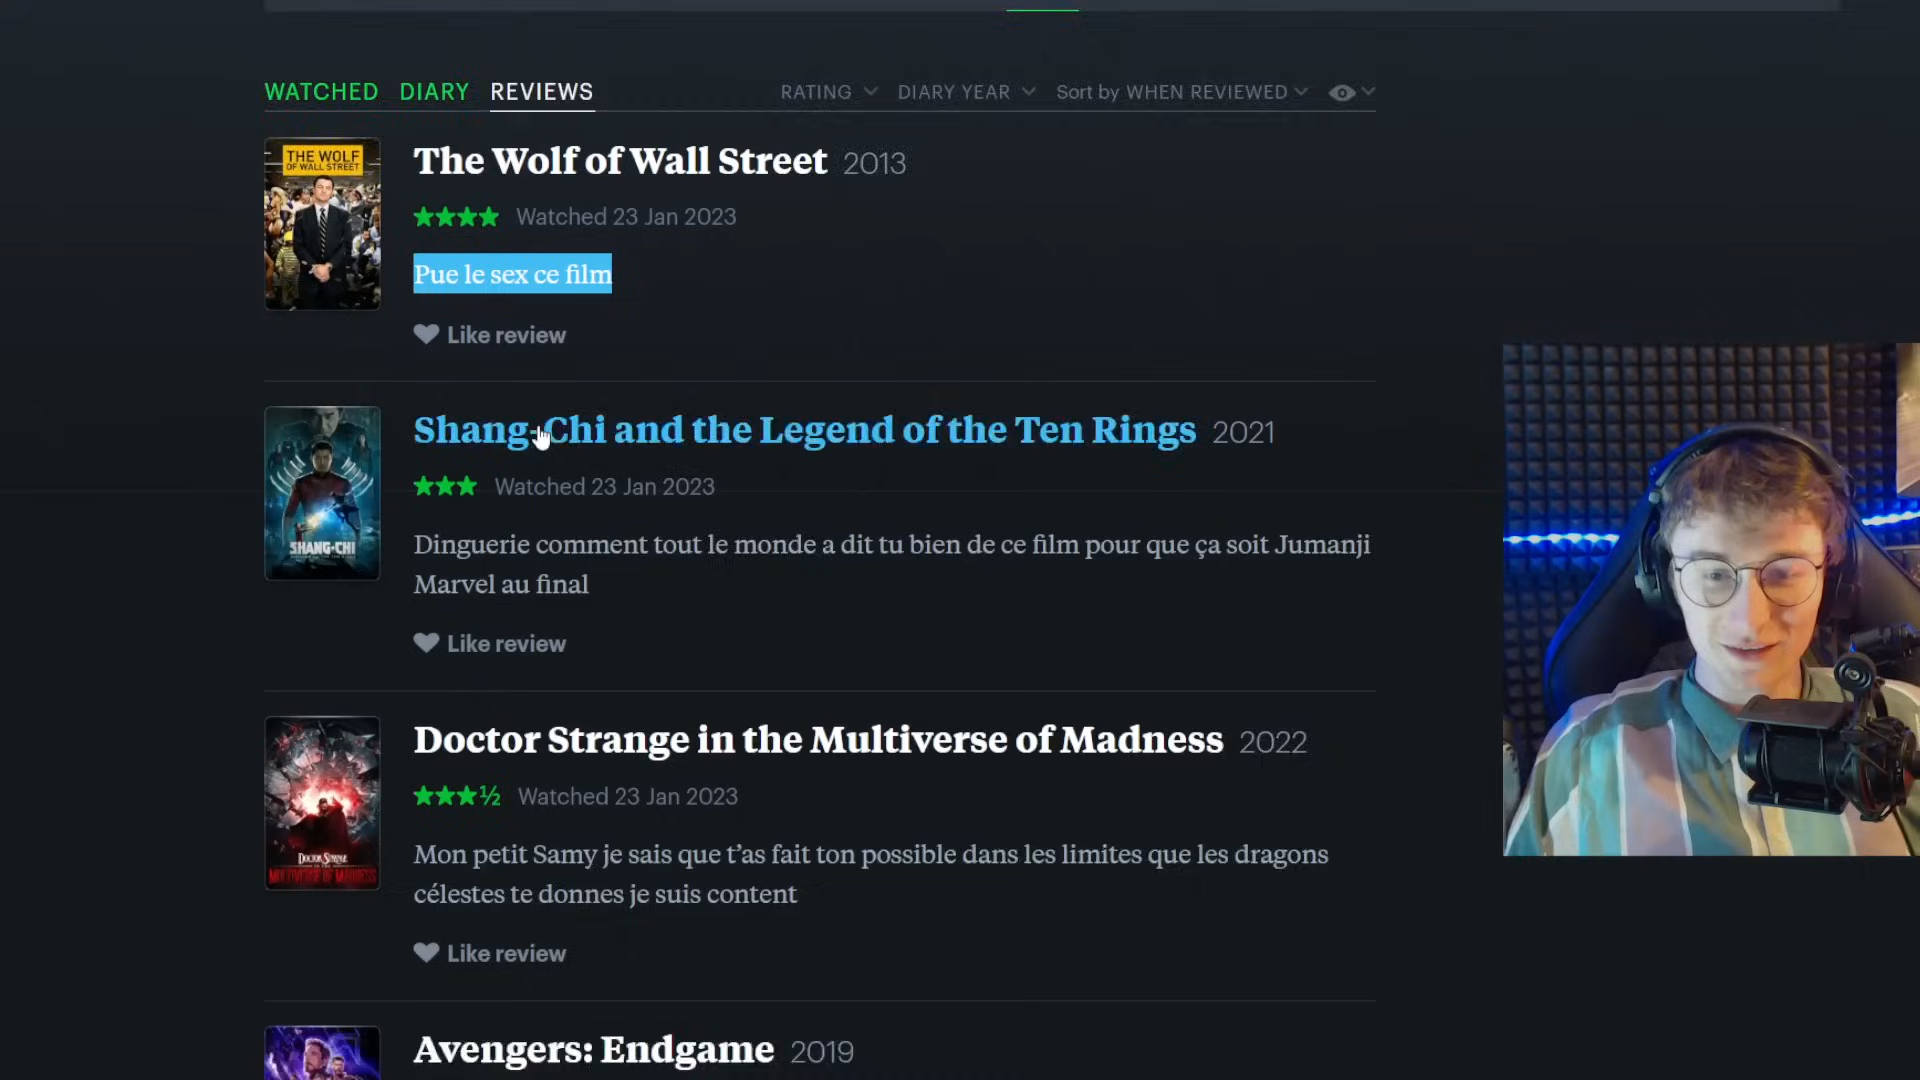 WATCHED DIARY REVIEWS RATING DIARY YEAR Sort by WHEN REVIEWED
THE WOLF
OF WALL STREET
The Wolf of Wall Street 2013
★★★★ Watched 23 Jan 2023
Pue le sex ce film
Like review
Shang-Chi and the Legend of the Ten Rings 2021
★★★ Watched 23 Jan 2023
SHANG-CHI
Dinguerie comment tout le monde a dit tu bien de ce film pour que ça soit Jumanji
Marvel au final
Like review
Doctor Strange in the Multiverse of Madness 2022
★★★½ Watched 23 Jan 2023
DOCTOR STRANGE
MULTIVERSE OF MADNESS
Mon petit Samy je sais que t’as fait ton possible dans les limites que les dragons
célestes te donnes je suis content
Like review
Avengers: Endgame 2019